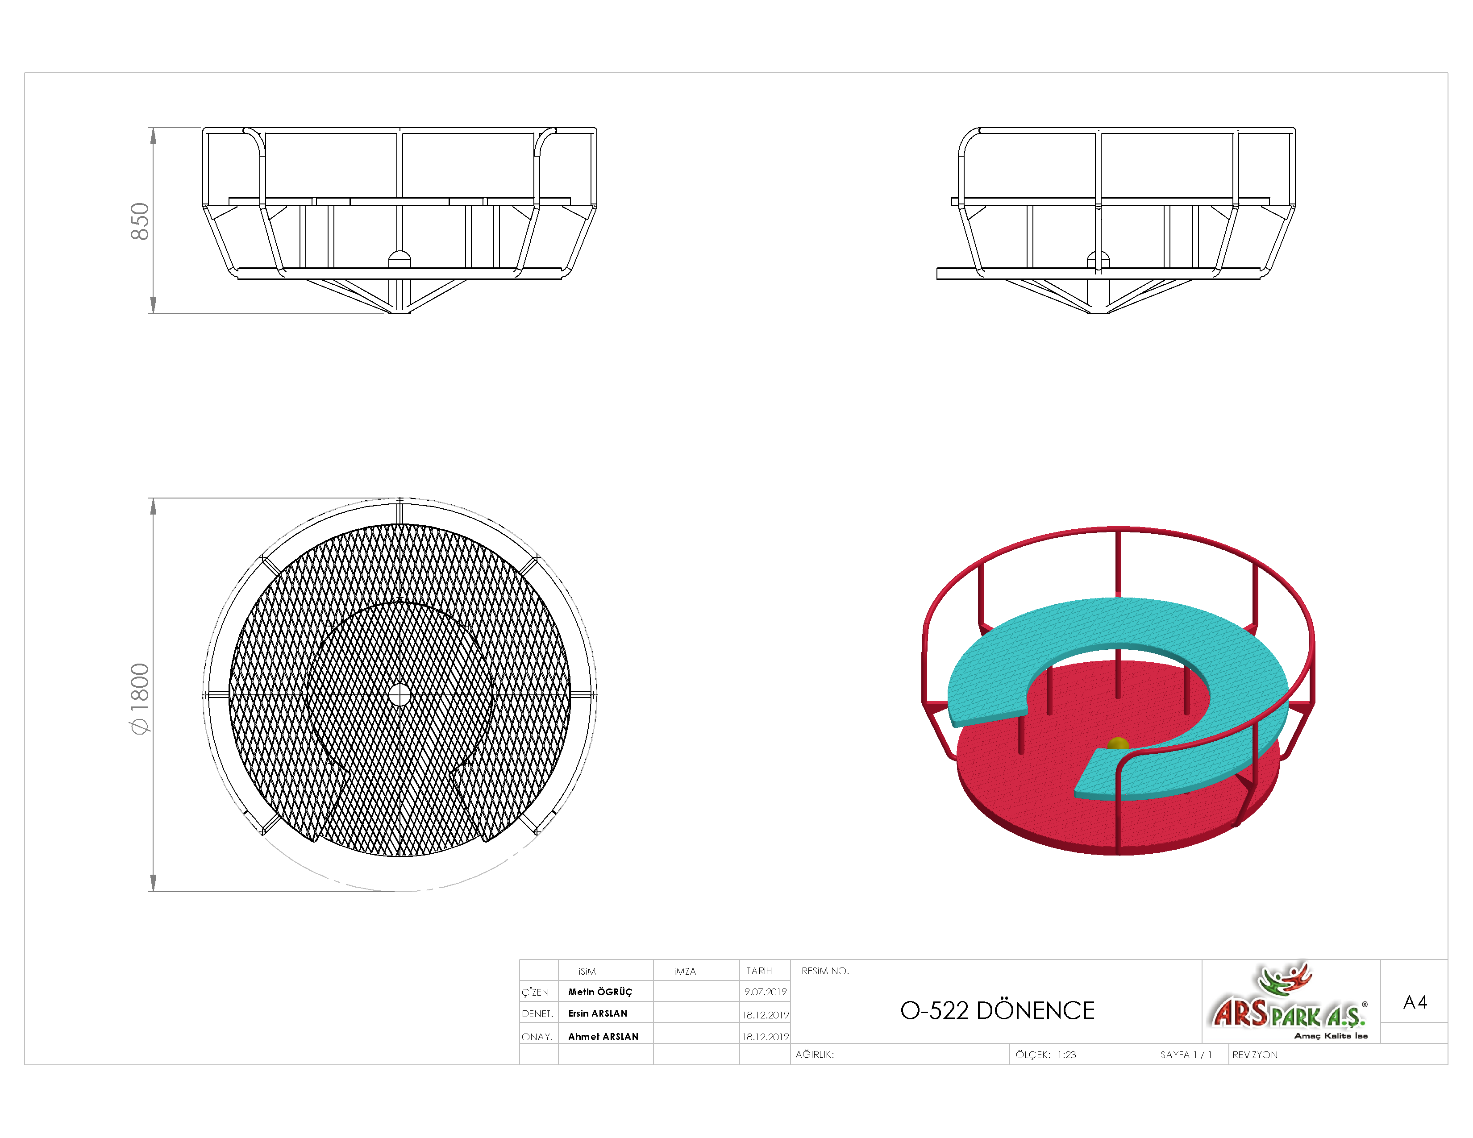 850
⌀1800
İSİM
İMZA
TARİH
RESİM NO.
ÇİZEN.
Metin ÖGRÜÇ
9.07.2019
DENET.
Ersin ARSLAN
18.12.2019
ONAY.
Ahmet ARSLAN
18.12.2019
O-522 DÖNENCE
ARSPARK A.Ş.®
Amaç Kalite İse
A4
AĞIRLIK:
ÖLÇEK: 1:23
SAYFA 1 / 1
REVİZYON